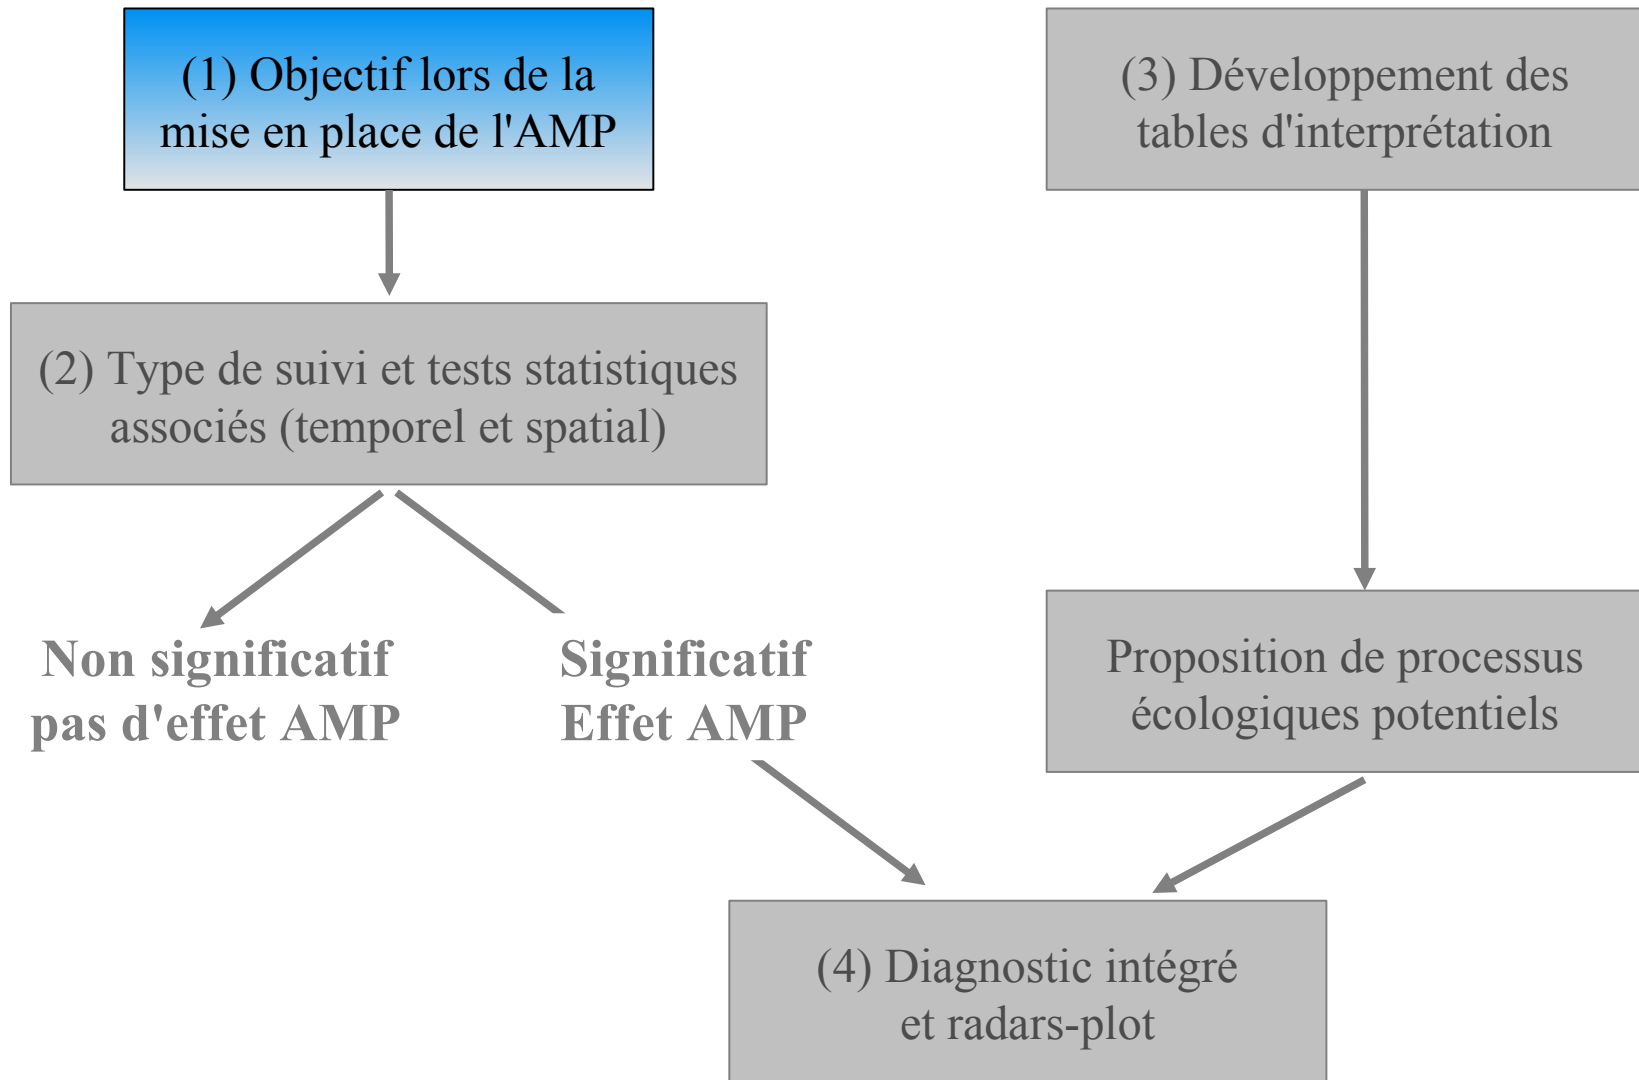 (1) Objectif lors de la
mise en place de l'AMP
(3) Développement des
tables d'interprétation
(2) Type de suivi et tests statistiques
associés (temporel et spatial)
Non significatif
pas d'effet AMP
Significatif
Effet AMP
Proposition de processus
écologiques potentiels
(4) Diagnostic intégré
et radars-plot